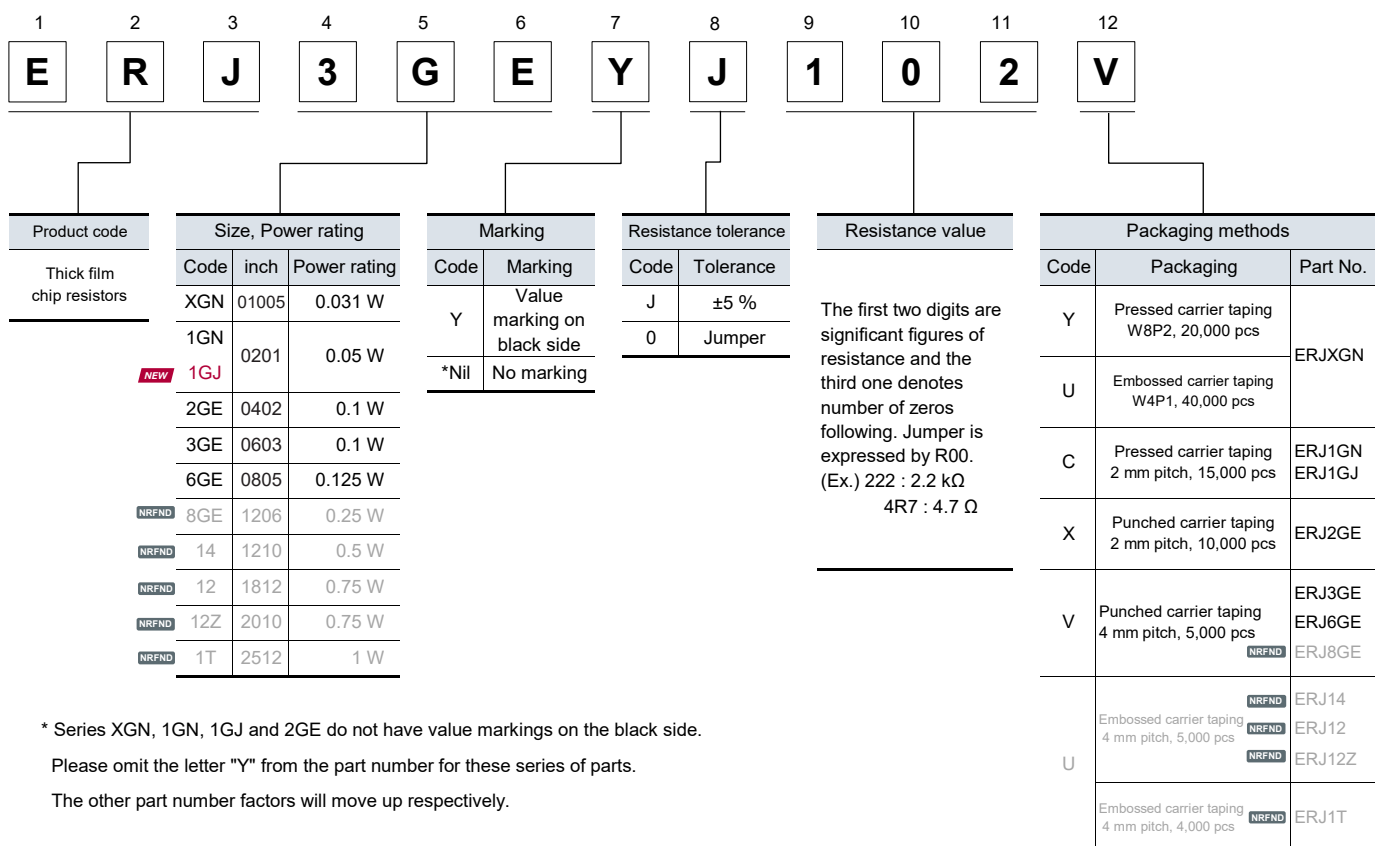 1 2 3 4 5 6 7 8 9 10 11 12
E R J 3 G E Y J 1 0 2 V
Product code
Thick film
chip resistors
Size, Power rating
Code inch Power rating
XGN 01005 0.031 W
1GN
0201 0.05 W
NEW 1GJ
2GE 0402 0.1 W
3GE 0603 0.1 W
6GE 0805 0.125 W
NRFND 8GE 1206 0.25 W
NRFND 14 1210 0.5 W
NRFND 12 1812 0.75 W
NRFND 12Z 2010 0.75 W
NRFND 1T 2512 1 W
Marking
Code Marking
Y Value
marking on
black side
*Nil No marking
Resistance tolerance
Code Tolerance
J ±5 %
0 Jumper
Resistance value
The first two digits are
significant figures of
resistance and the
third one denotes
number of zeros
following. Jumper is
expressed by R00.
(Ex.) 222 : 2.2 kΩ
4R7 : 4.7 Ω
Packaging methods
Code Packaging Part No.
Y Pressed carrier taping
W8P2, 20,000 pcs
ERJXGN
U Embossed carrier taping
W4P1, 40,000 pcs
C Pressed carrier taping ERJ1GN
2 mm pitch, 15,000 pcs ERJ1GJ
X Punched carrier taping
2 mm pitch, 10,000 pcs ERJ2GE
ERJ3GE
V Punched carrier taping ERJ6GE
4 mm pitch, 5,000 pcs
NRFND ERJ8GE
NRFND ERJ14
U Embossed carrier taping NRFND ERJ12
4 mm pitch, 5,000 pcs
NRFND ERJ12Z
Embossed carrier taping NRFND ERJ1T
4 mm pitch, 4,000 pcs
* Series XGN, 1GN, 1GJ and 2GE do not have value markings on the black side.
Please omit the letter "Y" from the part number for these series of parts.
The other part number factors will move up respectively.